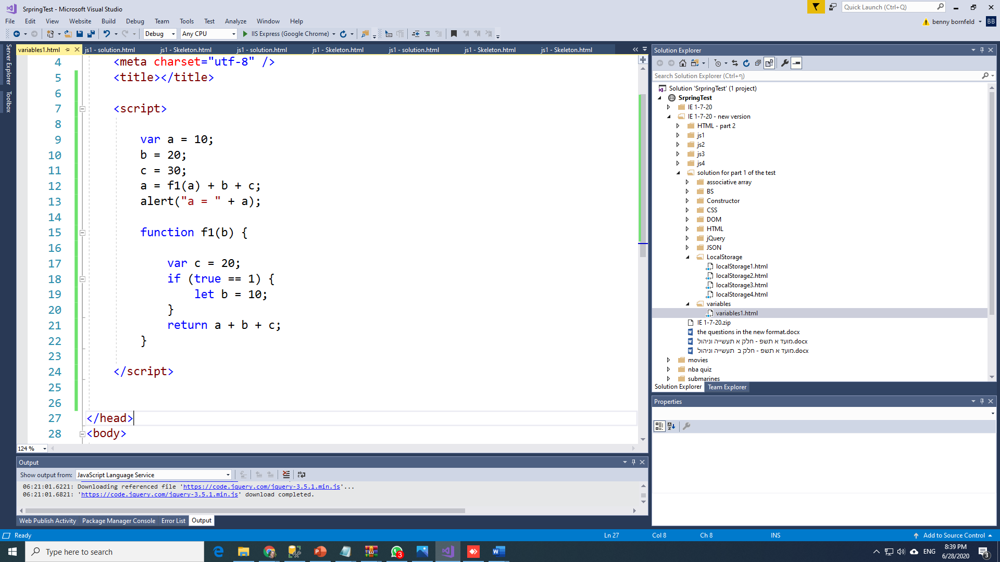 SrpringTest - Microsoft Visual Studio
Quick Launch (Ctrl+Q)
File Edit View Website Build Debug Team Tools Test Analyze Window Help
benny bornfeld BB
Debug Any CPU IIS Express (Google Chrome)
Server Explorer
Toolbox
variables1.html js1 - solution.html js1 - Skeleton.html js1 - solution.html js1 - Skeleton.html js1 - solution.html js1 - Skeleton.html js1 - Skeleton.html
4 <meta charset="utf-8" />
5 <title></title>
6
7 <script>
8
9 var a = 10;
10 b = 20;
11 c = 30;
12 a = f1(a) + b + c;
13 alert("a = " + a);
14
15 function f1(b) {
16
17 var c = 20;
18 if (true == 1) {
19 let b = 10;
20 }
21 return a + b + c;
22 }
23
24 </script>
25
26
27 </head>
28 <body>
124 %
Output
Show output from: JavaScript Language Service
06:21:01.6221: Downloading referenced file 'https://code.jquery.com/jquery-3.5.1.min.js'...
06:21:01.6821: 'https://code.jquery.com/jquery-3.5.1.min.js' download completed.
Web Publish Activity Package Manager Console Error List Output
Solution Explorer
Search Solution Explorer (Ctrl+ף)
Solution 'SrpringTest' (1 project)
SrpringTest
IE 1-7-20
IE 1-7-20 - new version
HTML - part 2
js1
js2
js3
js4
solution for part 1 of the test
associative array
BS
Constructor
CSS
DOM
HTML
jQuery
JSON
LocalStorage
localStorage1.html
localStorage2.html
localStorage3.html
localStorage4.html
variables
variables1.html
IE 1-7-20.zip
the questions in the new format.docx
מועד א תשפ - חלק א תעשייה וניהול.docx
מועד א תשפ - חלק ב תעשייה וניהול.docx
movies
nba quiz
submarines
Solution Explorer Team Explorer
Properties
Ready Ln 27 Col 8 Ch 8 INS Add to Source Control
Type here to search
3
ENG
8:39 PM
6/28/2020
3